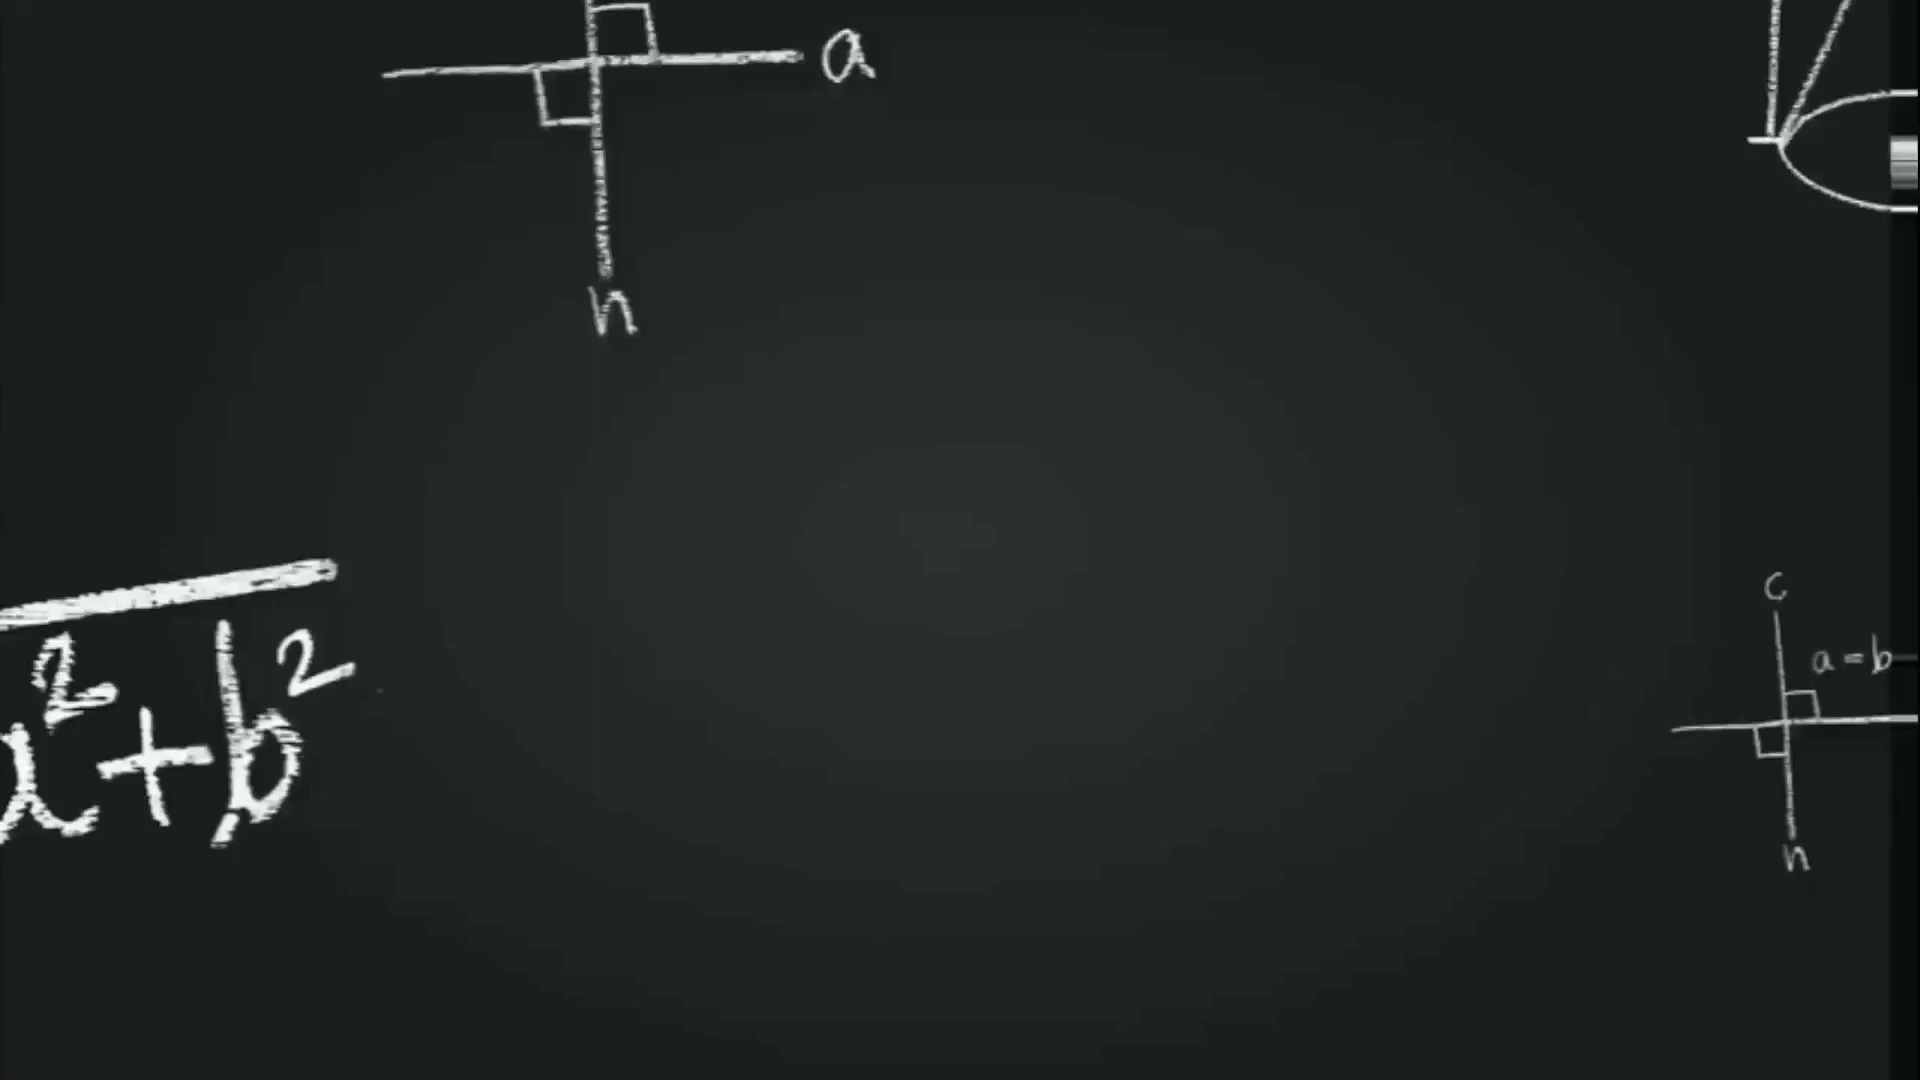 a
n
c
a = b
a² + b²
n